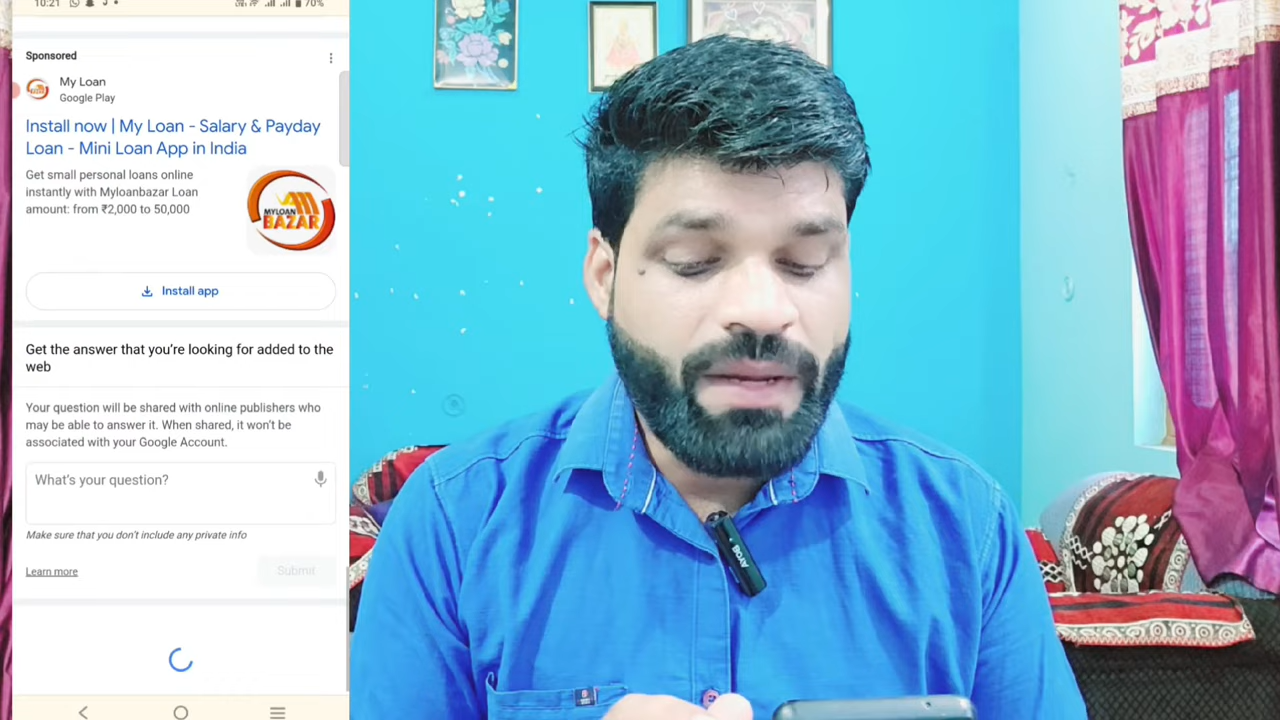 10:21
70%
Sponsored
My Loan
Google Play
Install now | My Loan - Salary & Payday
Loan - Mini Loan App in India
Get small personal loans online
instantly with Myloanbazar Loan
amount: from ₹2,000 to 50,000
MYLOAN
BAZAR
Install app
Get the answer that you're looking for added to the
web
Your question will be shared with online publishers who
may be able to answer it. When shared, it won't be
associated with your Google Account.
What's your question?
Make sure that you don't include any private info
Learn more
Submit
BOYA